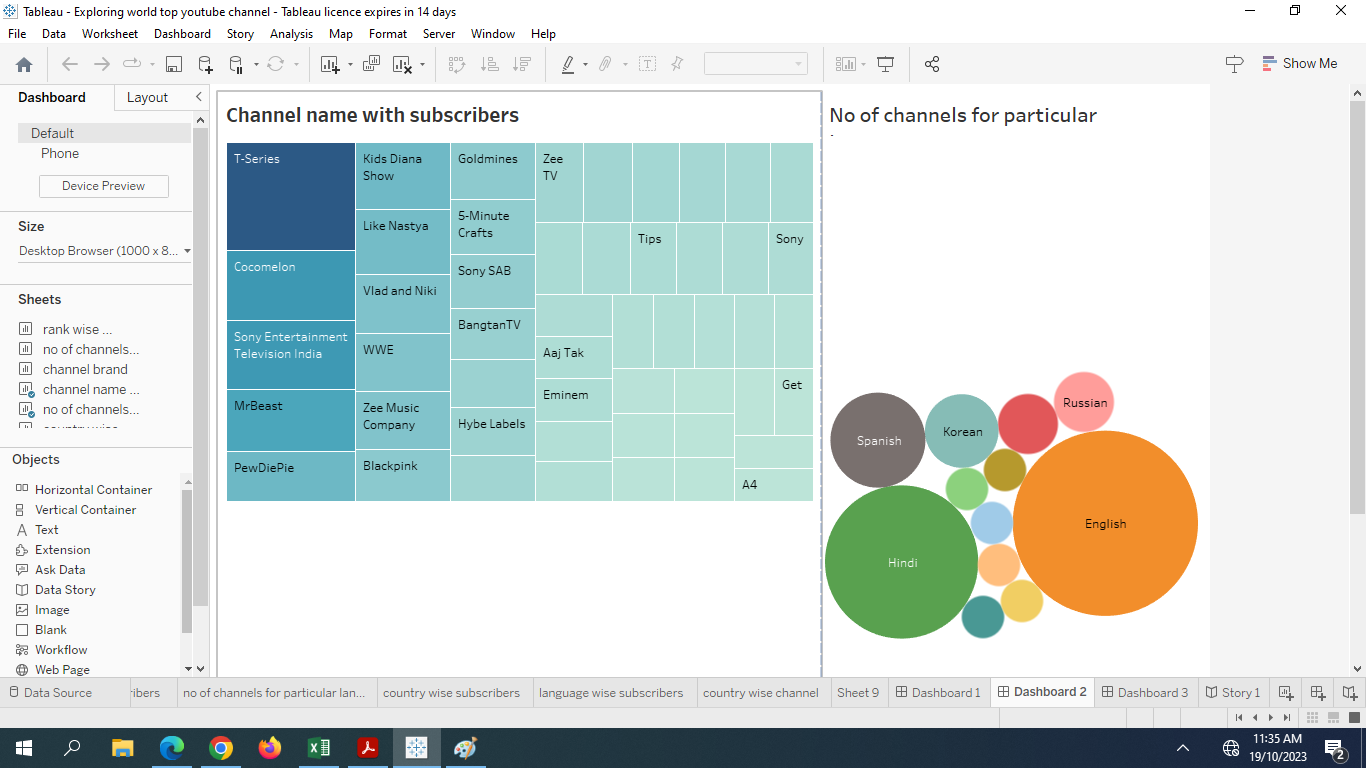 Tableau - Exploring world top youtube channel - Tableau licence expires in 14 days
File Data Worksheet Dashboard Story Analysis Map Format Server Window Help
Show Me
Dashboard Layout
Default
Phone
Device Preview
Size
Desktop Browser (1000 x 8...
Sheets
rank wise ...
no of channels...
channel brand
channel name ...
no of channels...
Objects
Horizontal Container
Vertical Container
Text
Extension
Ask Data
Data Story
Image
Blank
Workflow
Web Page
Channel name with subscribers
T-Series
Cocomelon
Sony Entertainment
Television India
MrBeast
PewDiePie
Kids Diana
Show
Like Nastya
Vlad and Niki
WWE
Zee Music
Company
Blackpink
Goldmines
5-Minute
Crafts
Sony SAB
BangtanTV
Hybe Labels
Zee
TV
Tips
Sony
Aaj Tak
Eminem
Get
A4
No of channels for particular
Russian
Korean
Spanish
English
Hindi
Data Source
ribers
no of channels for particular lan...
country wise subscribers
language wise subscribers
country wise channel
Sheet 9
Dashboard 1
Dashboard 2
Dashboard 3
Story 1
11:35 AM
19/10/2023
2